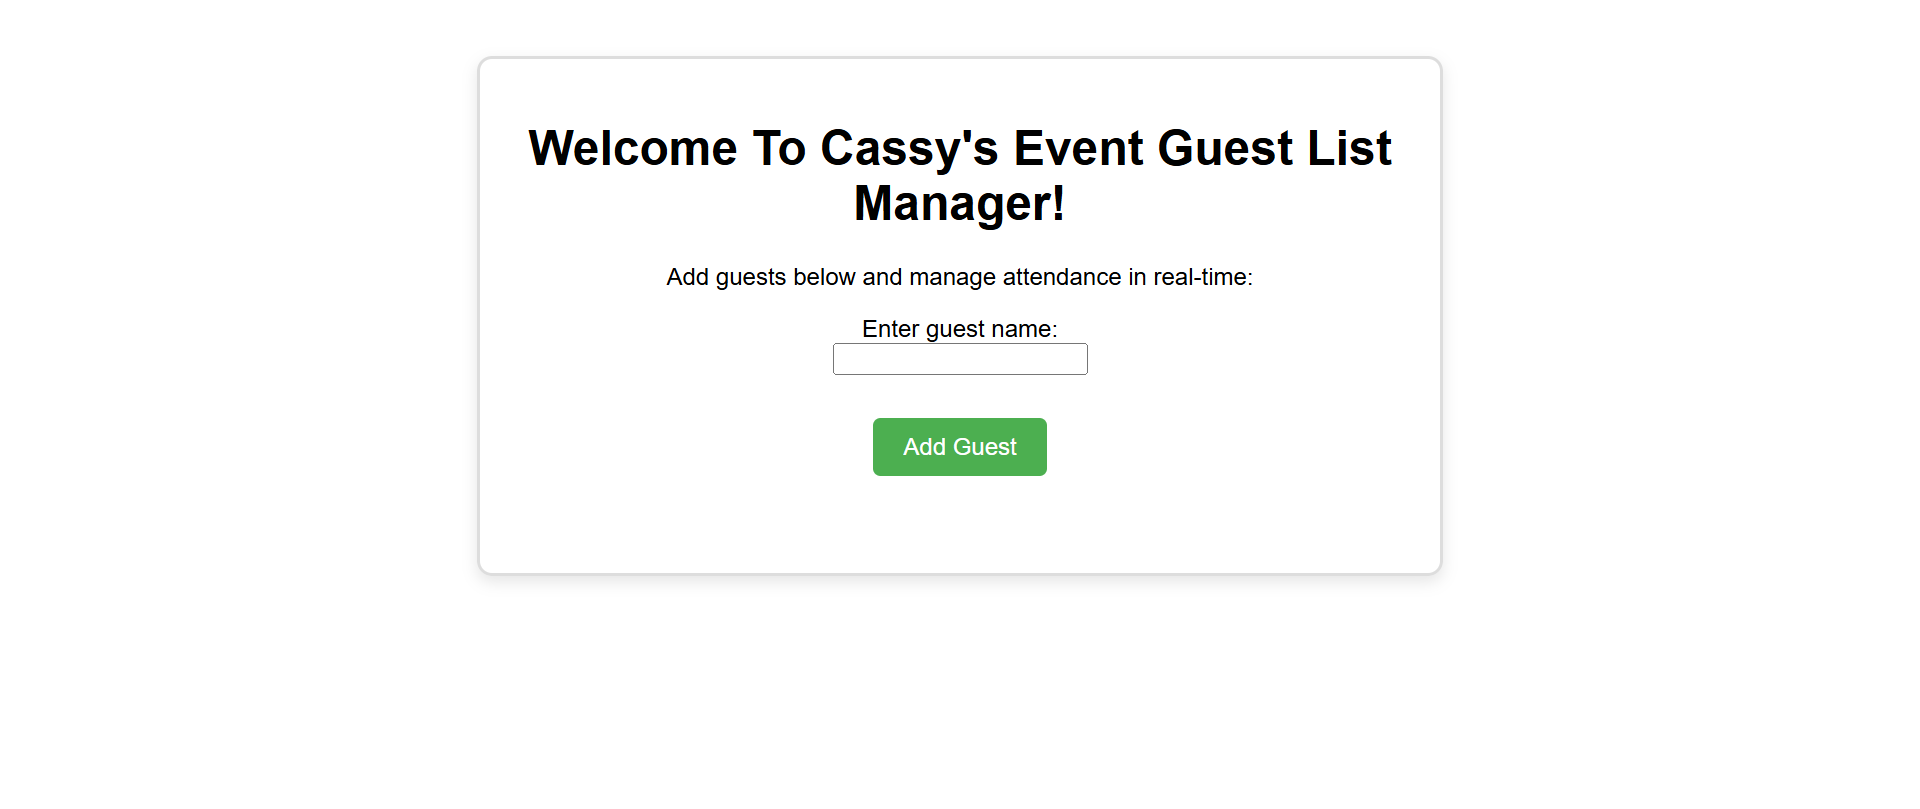 Welcome To Cassy's Event Guest List
Manager!
Add guests below and manage attendance in real-time:
Enter guest name:
Add Guest